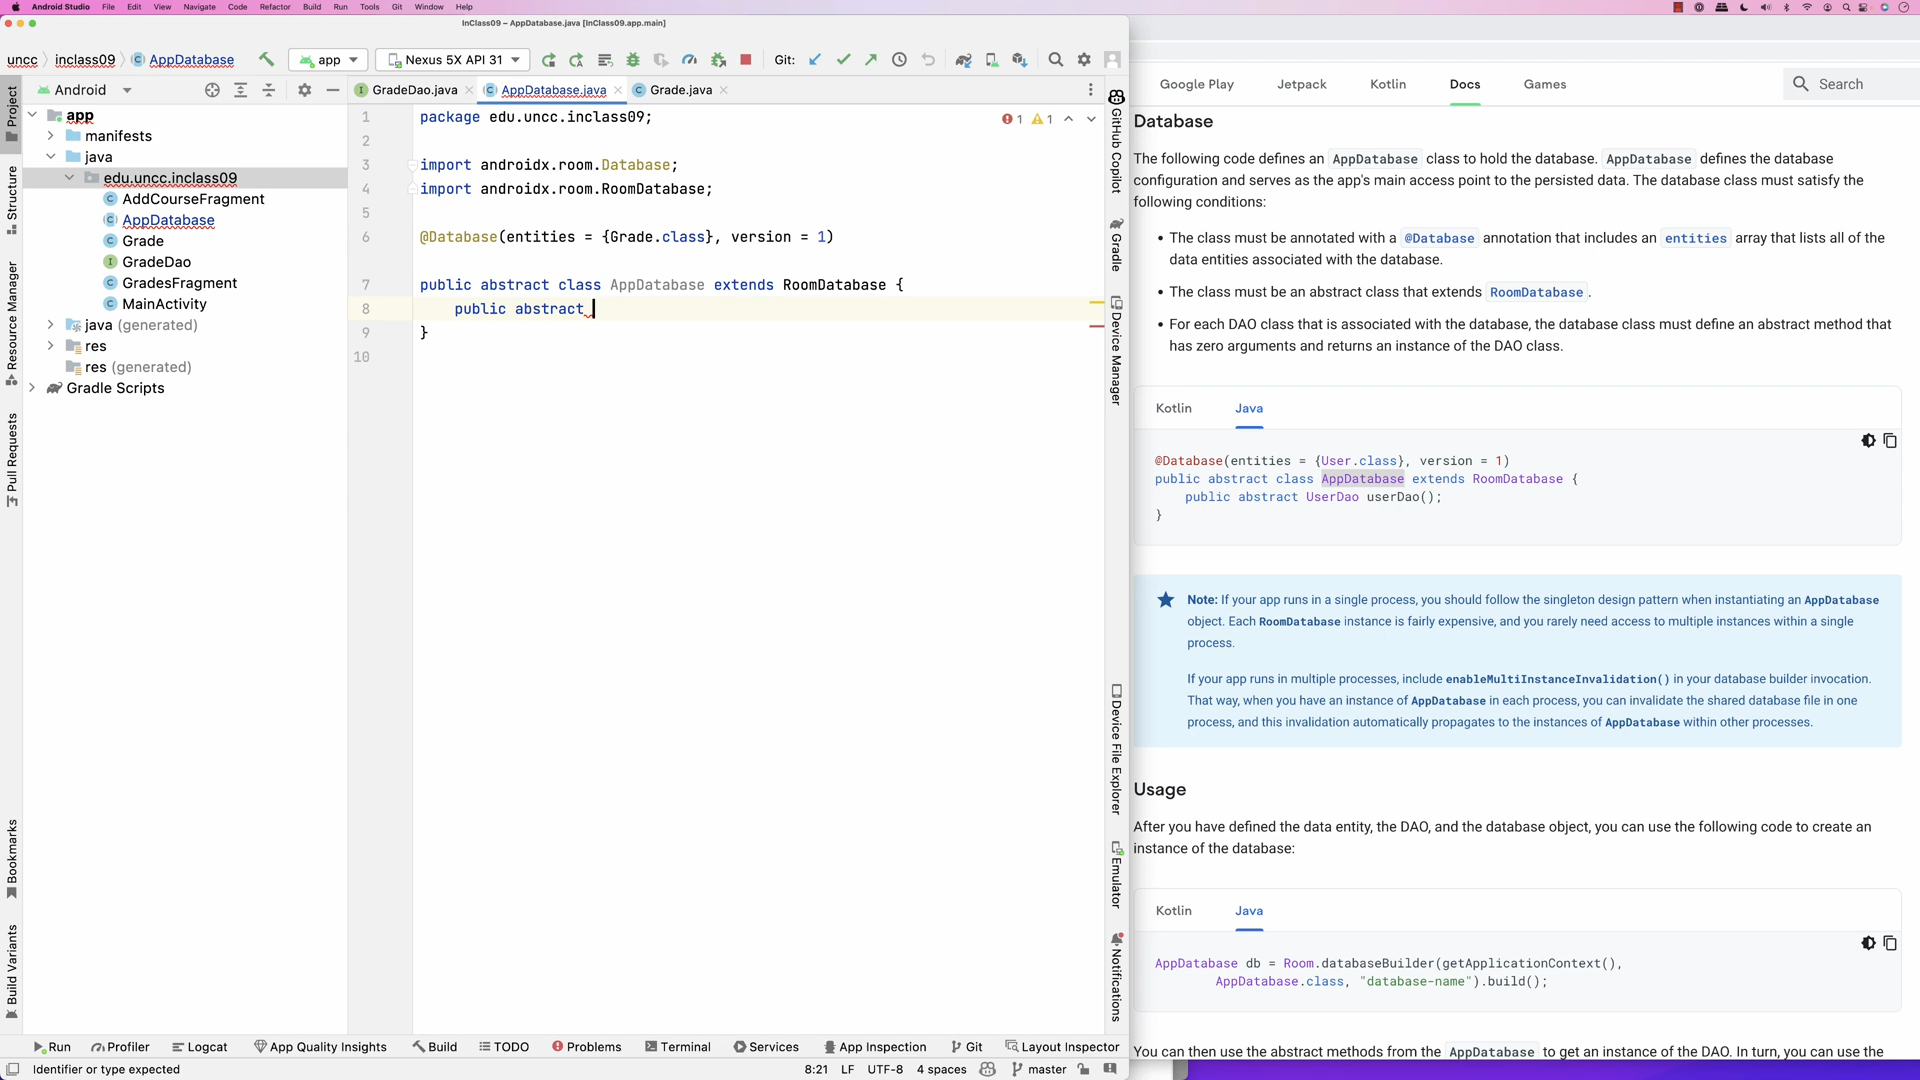 Android Studio File Edit View Navigate Code Refactor Build Run Tools Git Window Help
InClass09 – AppDatabase.java [InClass09.app.main]
uncc inclass09 AppDatabase app Nexus 5X API 31 Git:
Project
Structure
Resource Manager
Pull Requests
Bookmarks
Build Variants
Android
app
manifests
java
edu.uncc.inclass09
AddCourseFragment
AppDatabase
Grade
GradeDao
GradesFragment
MainActivity
java (generated)
res
res (generated)
Gradle Scripts
GradeDao.java AppDatabase.java Grade.java
1 1
1 package edu.uncc.inclass09;
2
3 import androidx.room.Database;
4 import androidx.room.RoomDatabase;
5
6 @Database(entities = {Grade.class}, version = 1)
7 public abstract class AppDatabase extends RoomDatabase {
8 public abstract
9 }
10
GitHub Copilot
Gradle
Device Manager
Device File Explorer
Emulator
Notifications
Run Profiler Logcat App Quality Insights Build TODO Problems Terminal Services App Inspection Git Layout Inspector
Identifier or type expected 8:21 LF UTF-8 4 spaces master
Google Play Jetpack Kotlin Docs Games Search
Database
The following code defines an AppDatabase class to hold the database. AppDatabase defines the database
configuration and serves as the app's main access point to the persisted data. The database class must satisfy the
following conditions:
• The class must be annotated with a @Database annotation that includes an entities array that lists all of the
data entities associated with the database.
• The class must be an abstract class that extends RoomDatabase.
• For each DAO class that is associated with the database, the database class must define an abstract method that
has zero arguments and returns an instance of the DAO class.
Kotlin Java
@Database(entities = {User.class}, version = 1)
public abstract class AppDatabase extends RoomDatabase {
public abstract UserDao userDao();
}
Note: If your app runs in a single process, you should follow the singleton design pattern when instantiating an AppDatabase
object. Each RoomDatabase instance is fairly expensive, and you rarely need access to multiple instances within a single
process.
If your app runs in multiple processes, include enableMultiInstanceInvalidation() in your database builder invocation.
That way, when you have an instance of AppDatabase in each process, you can invalidate the shared database file in one
process, and this invalidation automatically propagates to the instances of AppDatabase within other processes.
Usage
After you have defined the data entity, the DAO, and the database object, you can use the following code to create an
instance of the database:
Kotlin Java
AppDatabase db = Room.databaseBuilder(getApplicationContext(),
AppDatabase.class, "database-name").build();
You can then use the abstract methods from the AppDatabase to get an instance of the DAO. In turn, you can use the